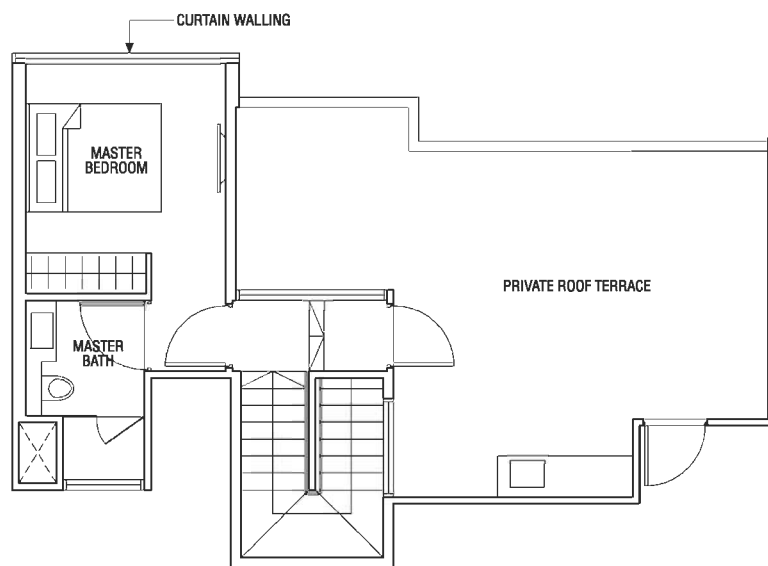 CURTAIN WALLING
MASTER
BEDROOM
PRIVATE ROOF TERRACE
MASTER
BATH